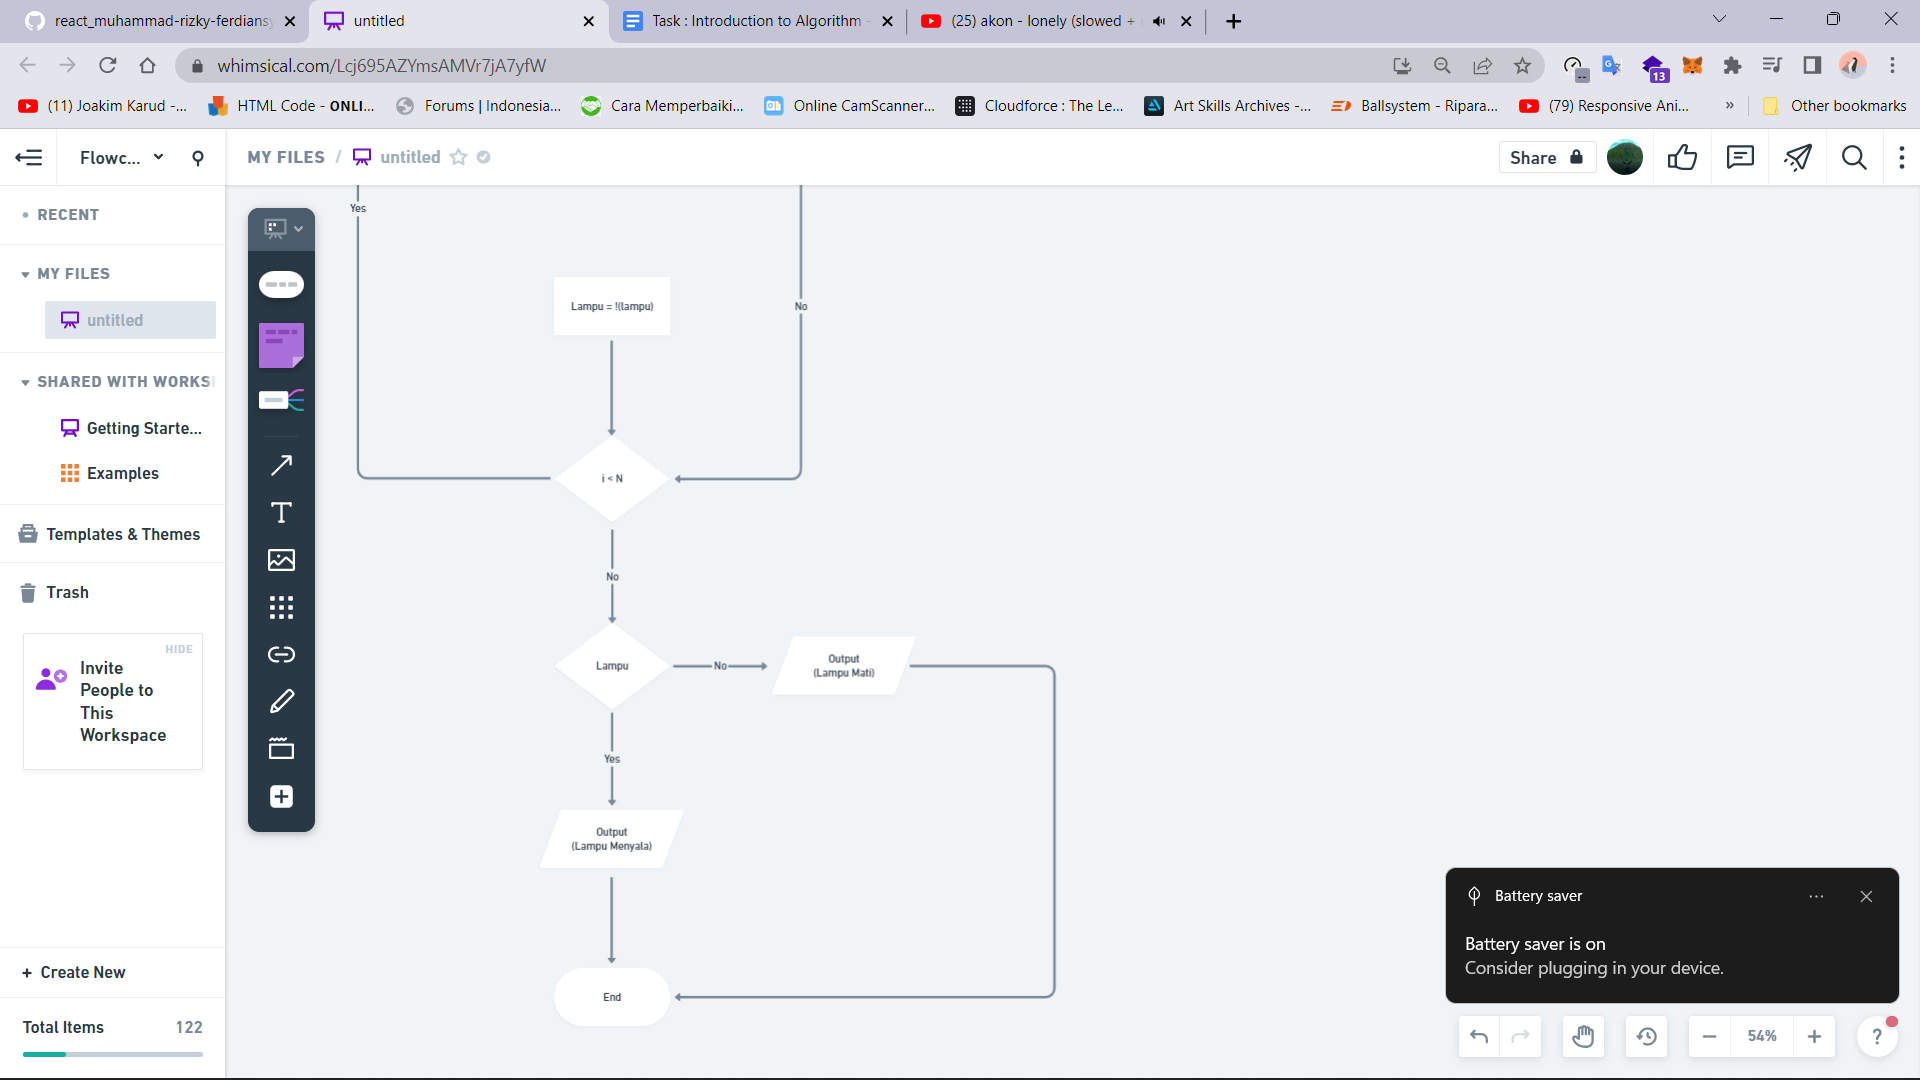 react_muhammad-rizky-ferdians
untitled
Task : Introduction to Algorithm -
(25) akon - lonely (slowed +
whimsical.com/Lcj695AZYmsAMVr7jA7yfW
13
(11) Joakim Karud -...
HTML Code - ONLI...
Forums | Indonesia...
Cara Memperbaiki...
Online CamScanner...
Cloudforce : The Le...
Art Skills Archives -...
Ballsystem - Ripara...
(79) Responsive Ani...
»
Other bookmarks
Flowc...
MY FILES / untitled
Share
RECENT
MY FILES
untitled
SHARED WITH WORKS
Getting Starte...
Examples
Templates & Themes
Trash
HIDE
Invite
People to
This
Workspace
+ Create New
Total Items 122
Yes
Lampu = !(lampu)
No
i < N
No
Lampu
No
Output
(Lampu Mati)
Yes
Output
(Lampu Menyala)
End
Battery saver
Battery saver is on
Consider plugging in your device.
54%
?